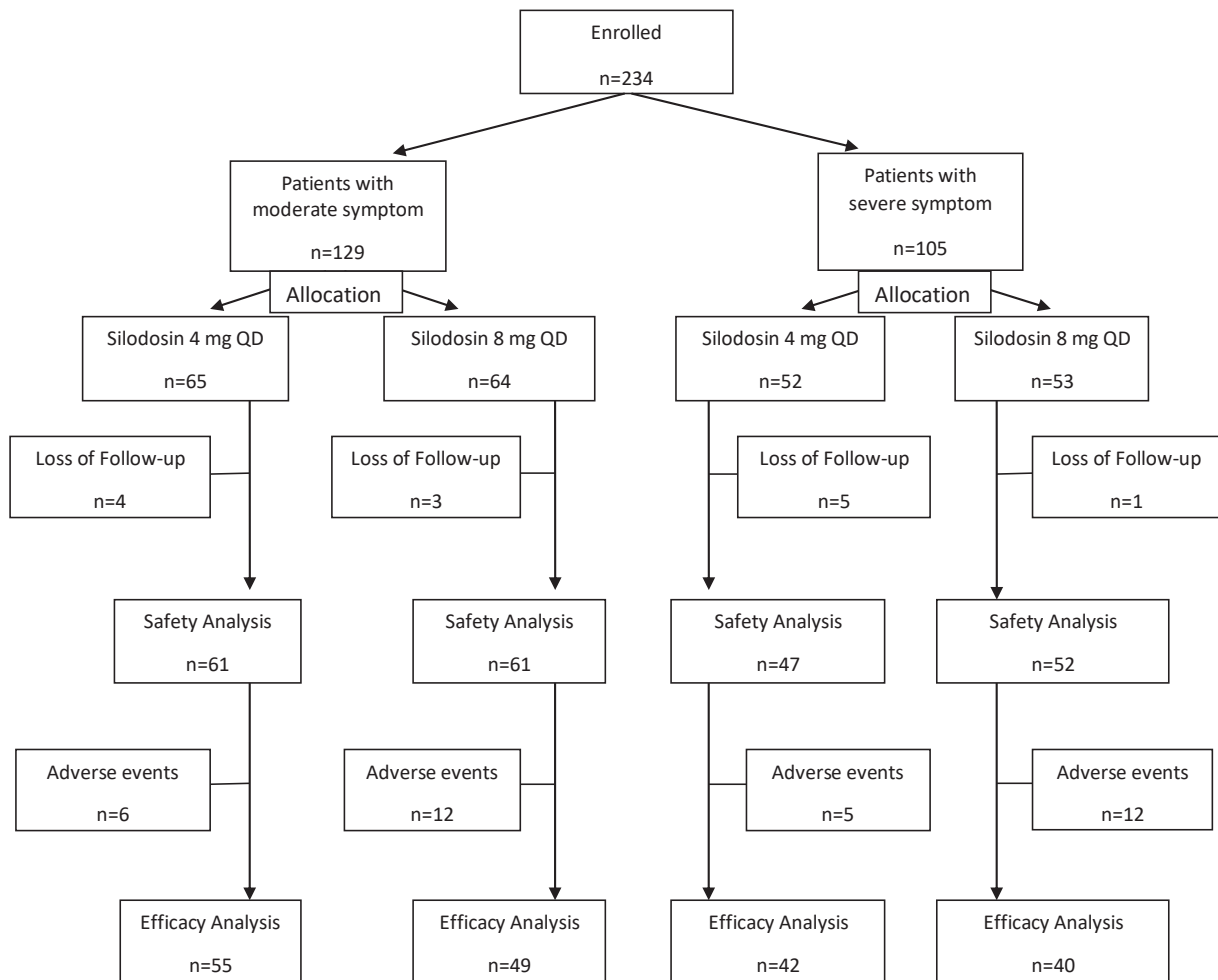 Enrolled
n=234
Patients with
moderate symptom
n=129
Patients with
severe symptom
n=105
Allocation
Allocation
Silodosin 4 mg QD
n=65
Silodosin 8 mg QD
n=64
Silodosin 4 mg QD
n=52
Silodosin 8 mg QD
n=53
Loss of Follow-up
n=4
Loss of Follow-up
n=3
Loss of Follow-up
n=5
Loss of Follow-up
n=1
Safety Analysis
n=61
Safety Analysis
n=61
Safety Analysis
n=47
Safety Analysis
n=52
Adverse events
n=6
Adverse events
n=12
Adverse events
n=5
Adverse events
n=12
Efficacy Analysis
n=55
Efficacy Analysis
n=49
Efficacy Analysis
n=42
Efficacy Analysis
n=40